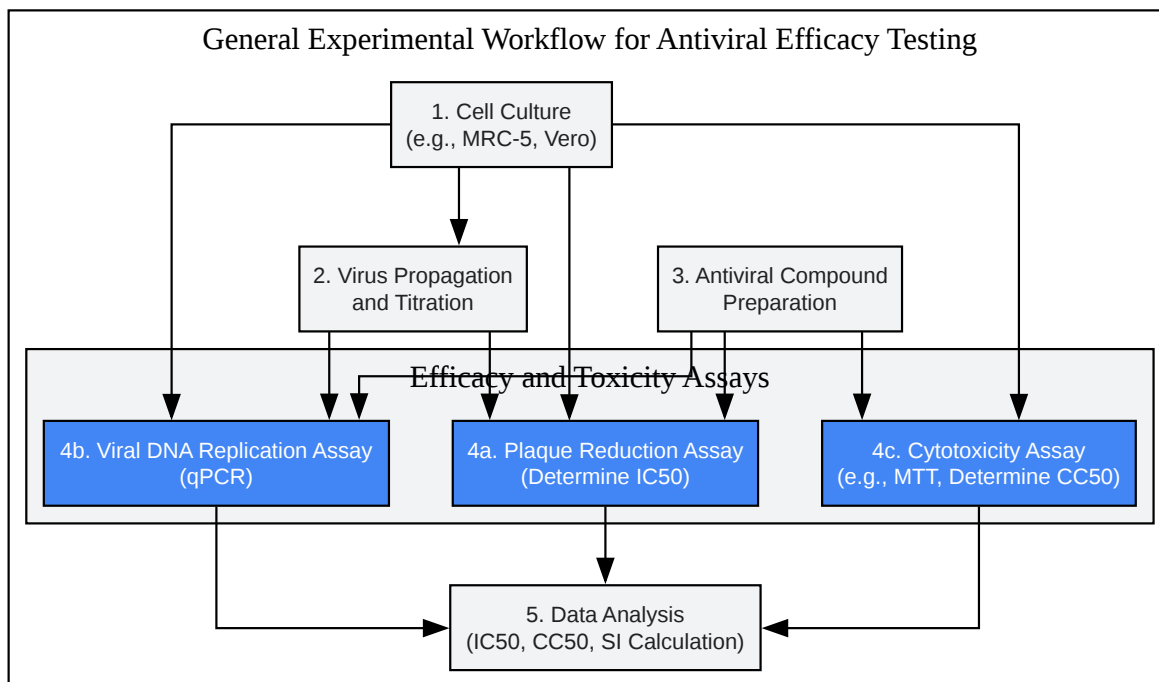 General Experimental Workflow for Antiviral Efficacy Testing
1. Cell Culture
(e.g., MRC-5, Vero)
2. Virus Propagation
and Titration
3. Antiviral Compound
Preparation
Efficacy and Toxicity Assays
4b. Viral DNA Replication Assay
(qPCR)
4a. Plaque Reduction Assay
(Determine IC50)
4c. Cytotoxicity Assay
(e.g., MTT, Determine CC50)
5. Data Analysis
(IC50, CC50, SI Calculation)